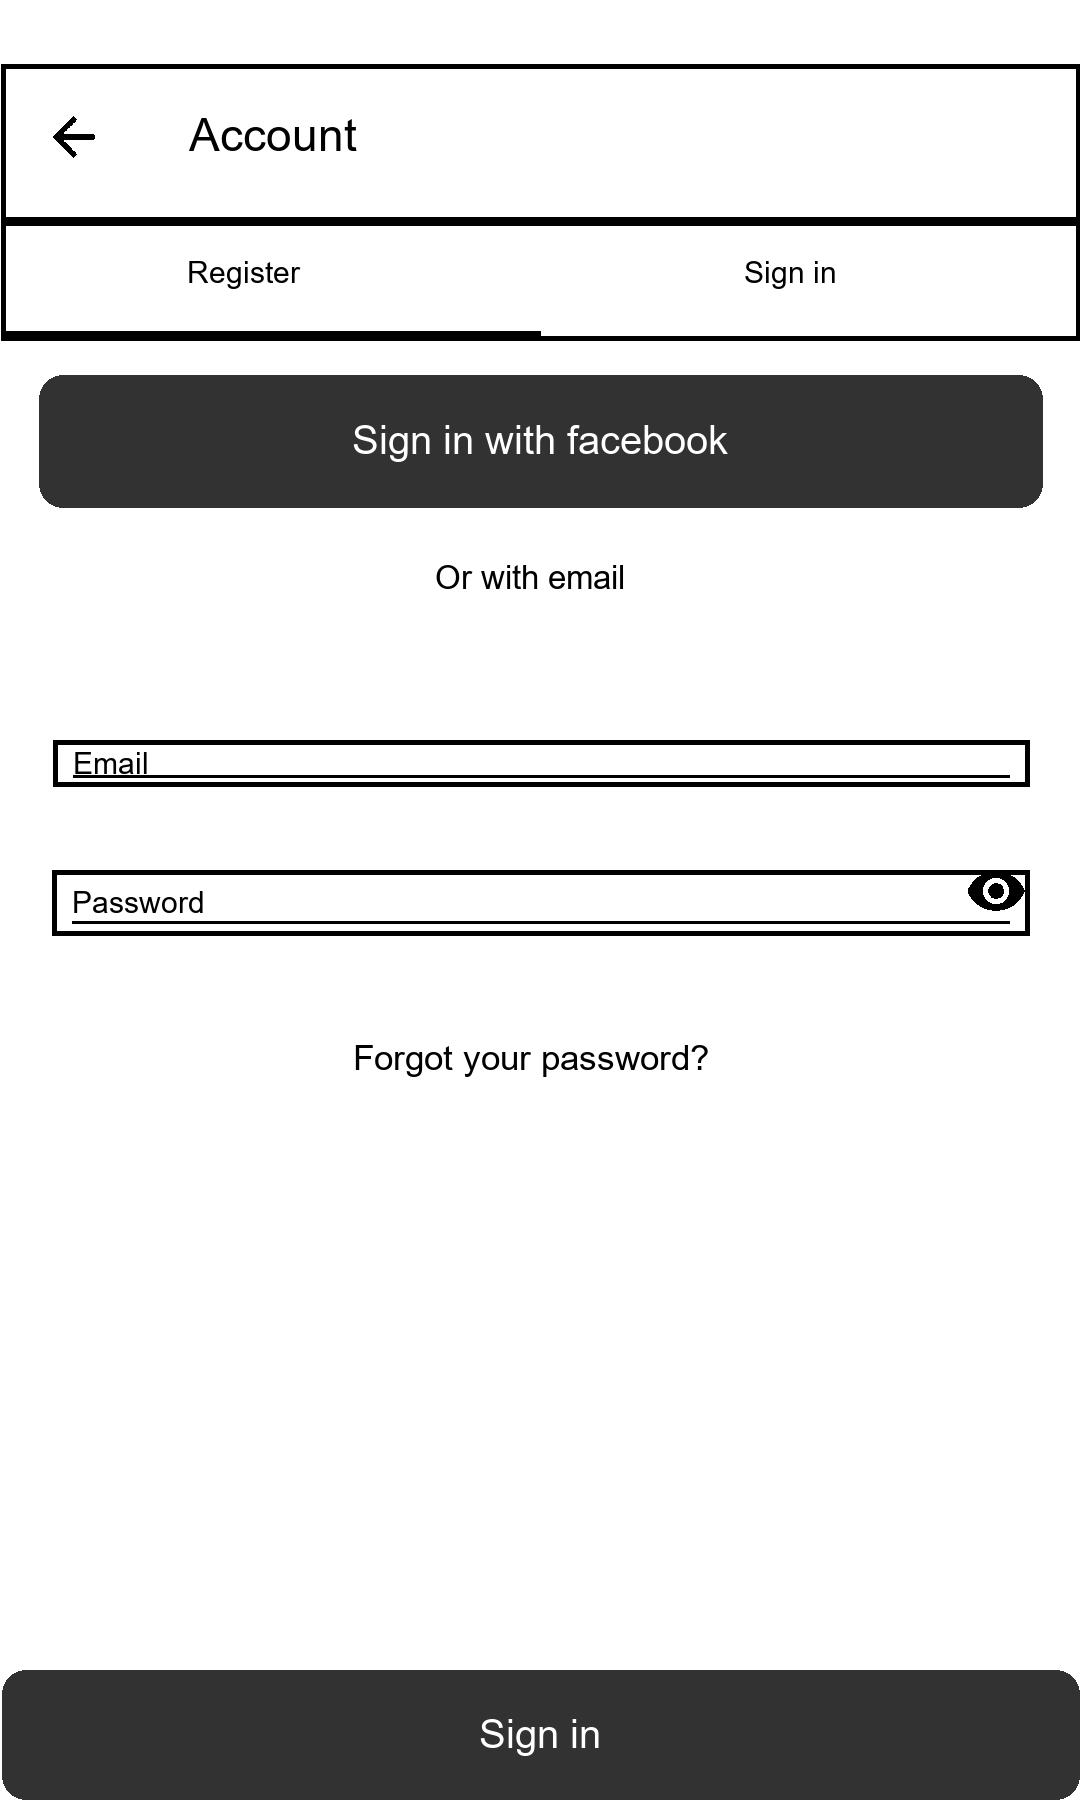 Account
Register
Sign in
Sign in with facebook
Or with email
Email
Password
Forgot your password?
Sign in